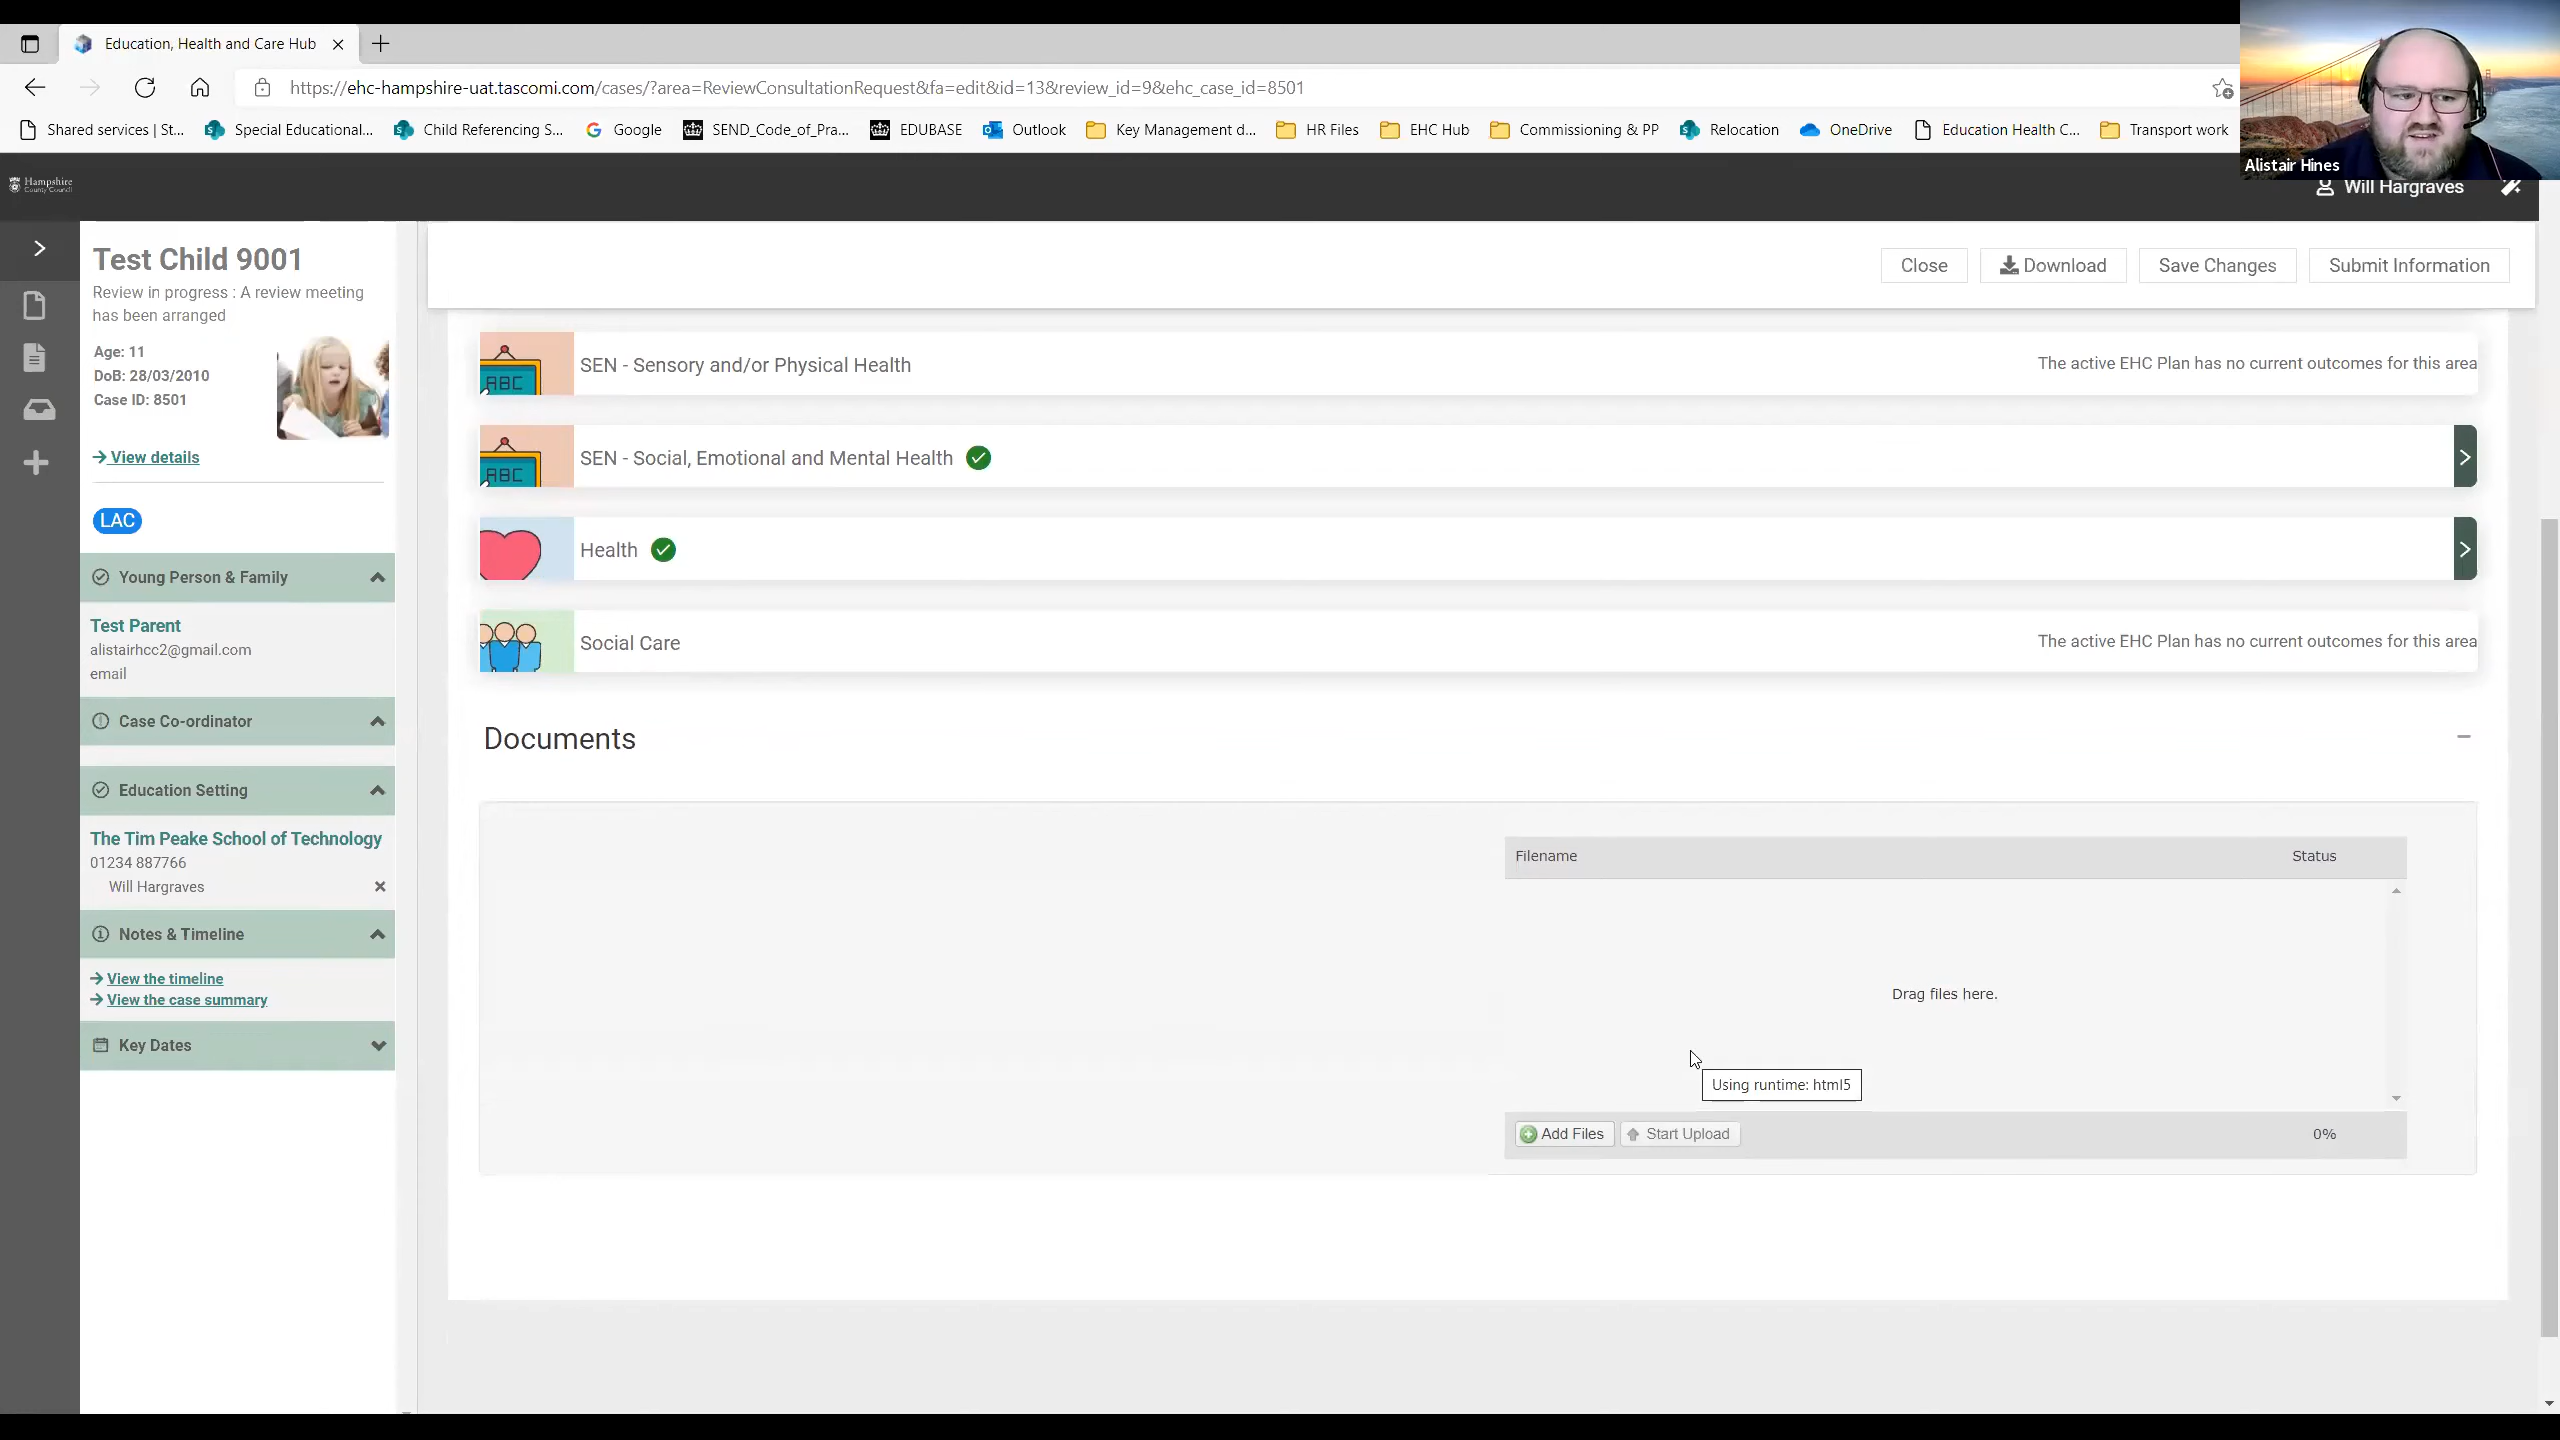 Education, Health and Care Hub
https://ehc-hampshire-uat.tascomi.com/cases/?area=ReviewConsultationRequest&fa=edit&id=13&review_id=9&ehc_case_id=8501
Shared services | St... Special Educational... Child Referencing S... Google SEND_Code_of_Pra... EDUBASE Outlook Key Management d... HR Files EHC Hub Commissioning & PP Relocation OneDrive Education Health C... Transport work
Alistair Hines
Hampshire
County Council
Will Hargraves
Test Child 9001
Review in progress : A review meeting
has been arranged
Age: 11
DoB: 28/03/2010
Case ID: 8501
View details
LAC
Young Person & Family
Test Parent
alistairhcc2@gmail.com
email
Case Co-ordinator
Education Setting
The Tim Peake School of Technology
01234 887766
Will Hargraves
Notes & Timeline
View the timeline
View the case summary
Key Dates
Close Download Save Changes Submit Information
ABC
SEN - Sensory and/or Physical Health
The active EHC Plan has no current outcomes for this area
ABC
SEN - Social, Emotional and Mental Health
Health
Social Care
The active EHC Plan has no current outcomes for this area
Documents
Filename Status
Drag files here.
Using runtime: html5
Add Files Start Upload 0%